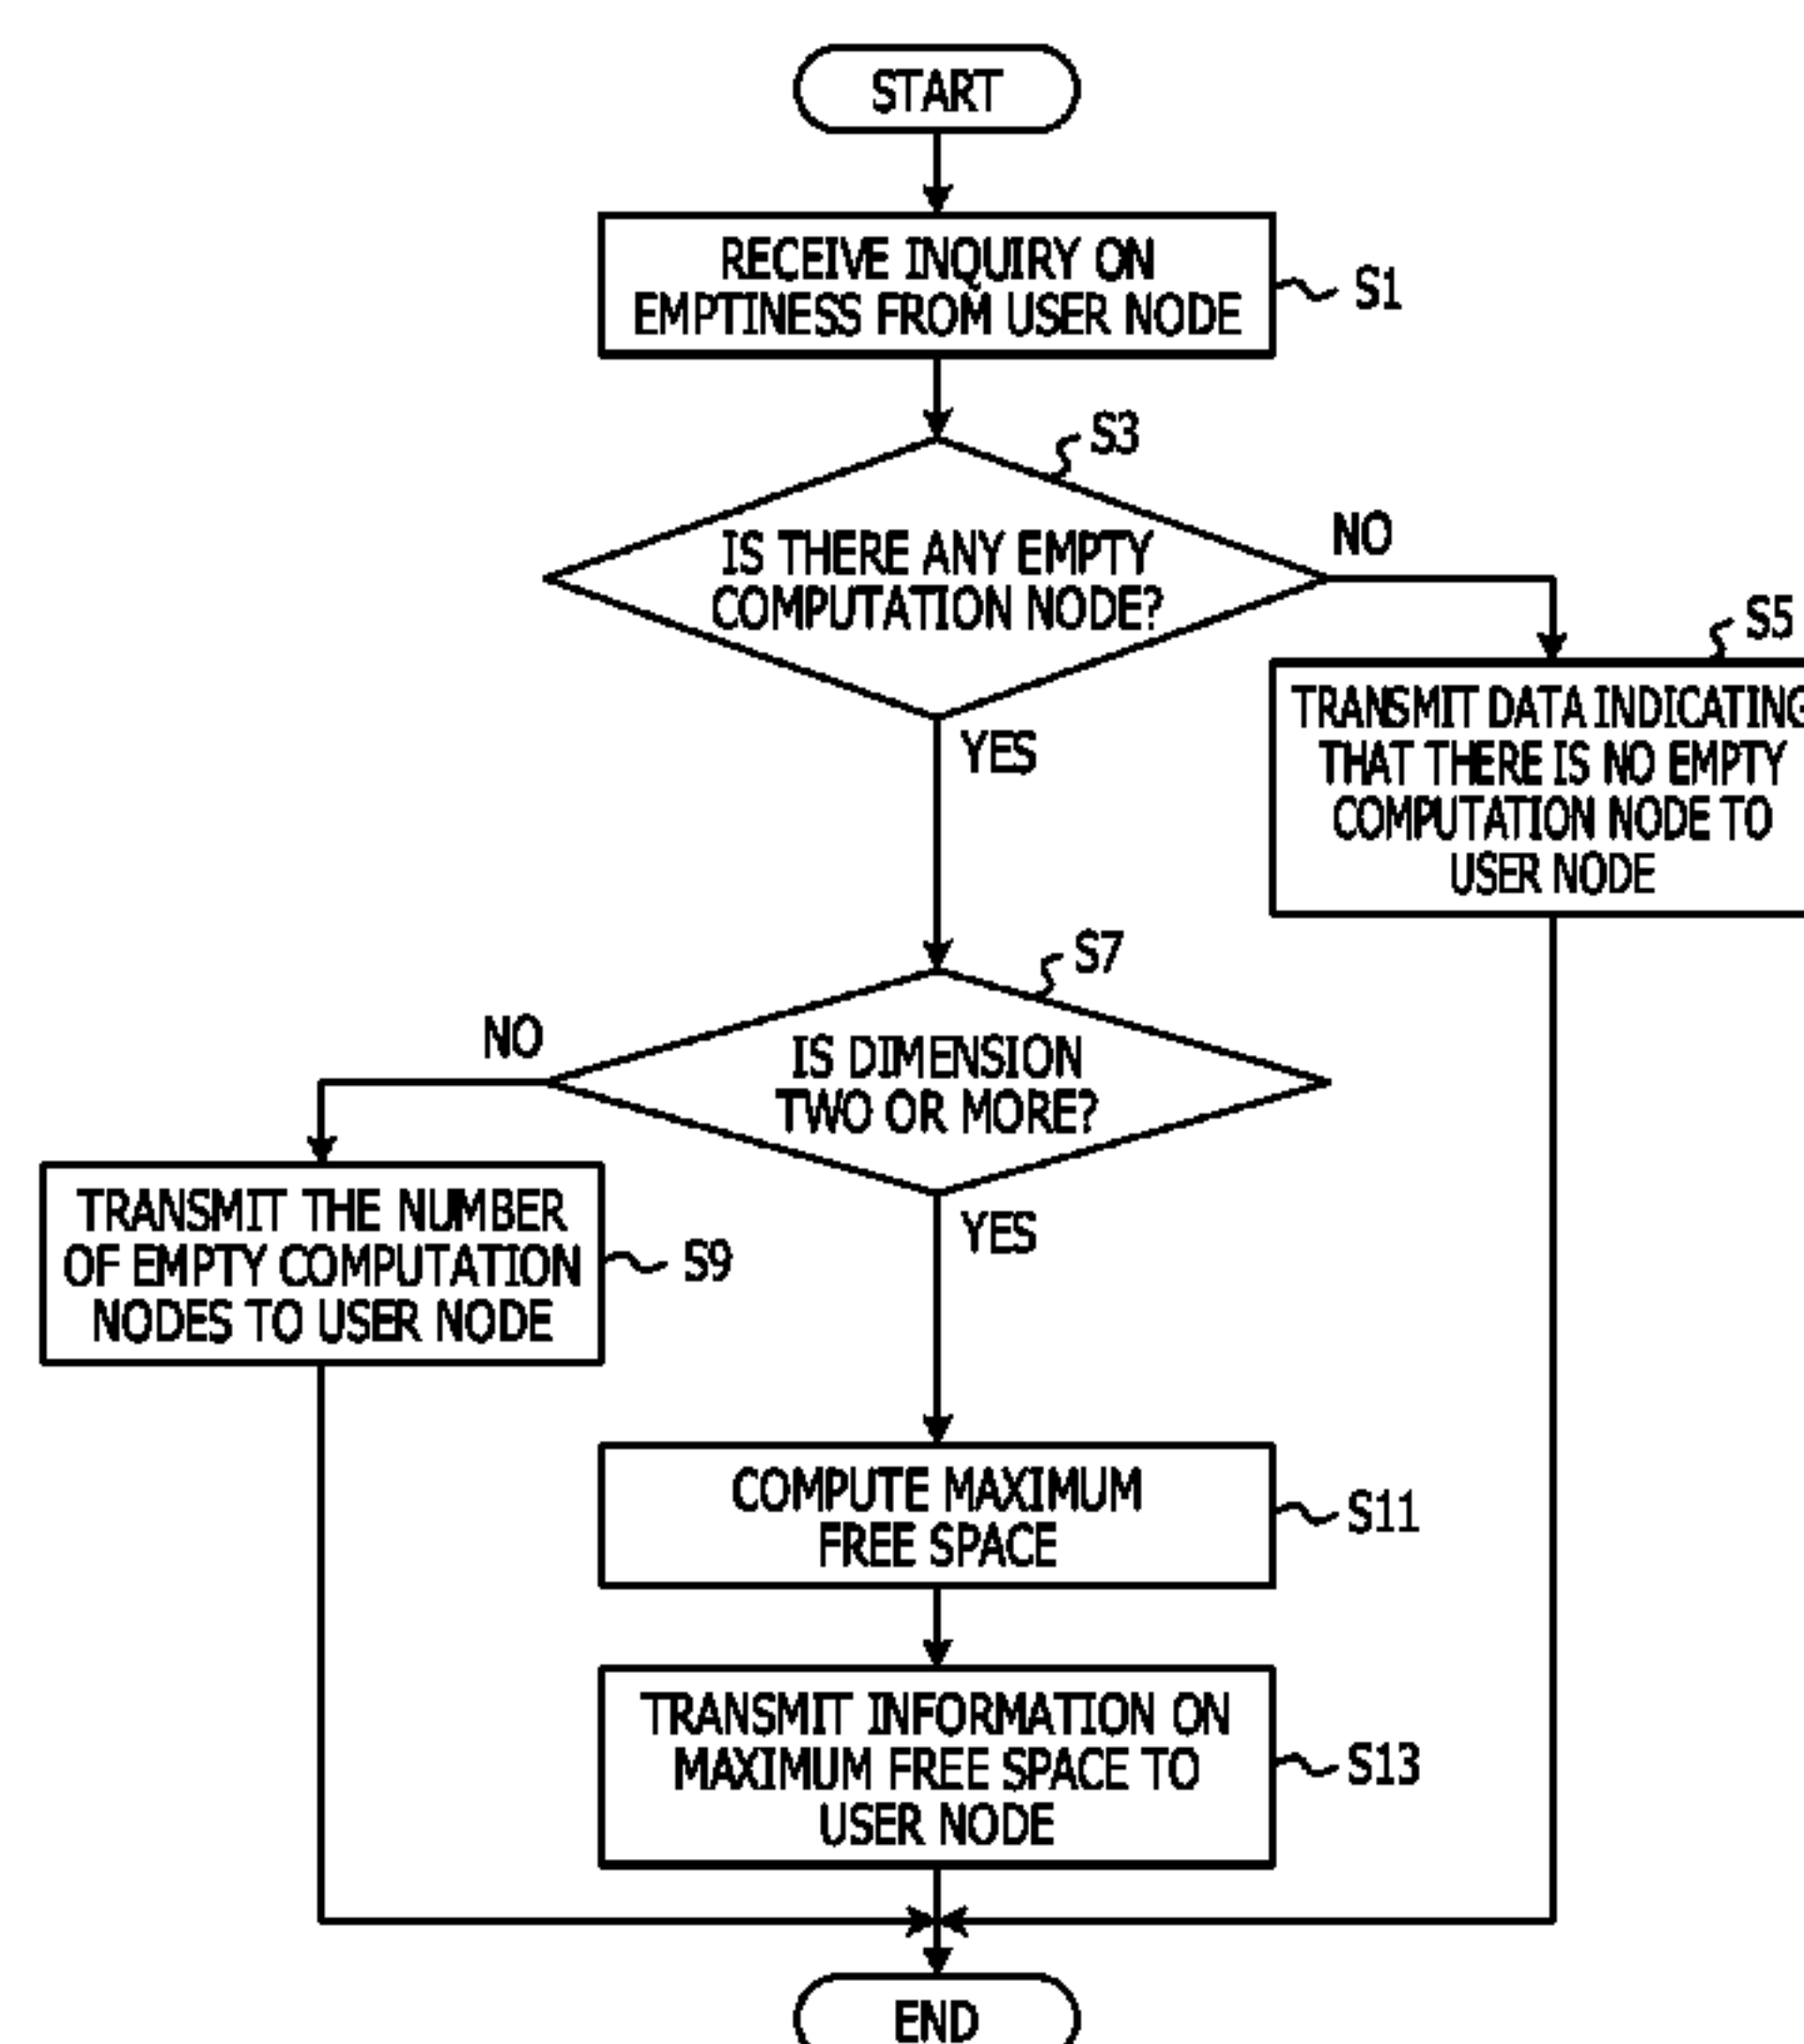 START
RECEIVE INQUIRY ON
EMPTINESS FROM USER NODE
S1
S3
IS THERE ANY EMPTY
COMPUTATION NODE?
NO
YES
S5
TRANSMIT DATA INDICATING
THAT THERE IS NO EMPTY
COMPUTATION NODE TO
USER NODE
S7
IS DIMENSION
TWO OR MORE?
NO
YES
TRANSMIT THE NUMBER
OF EMPTY COMPUTATION
NODES TO USER NODE
S9
COMPUTE MAXIMUM
FREE SPACE
S11
TRANSMIT INFORMATION ON
MAXIMUM FREE SPACE TO
USER NODE
S13
END